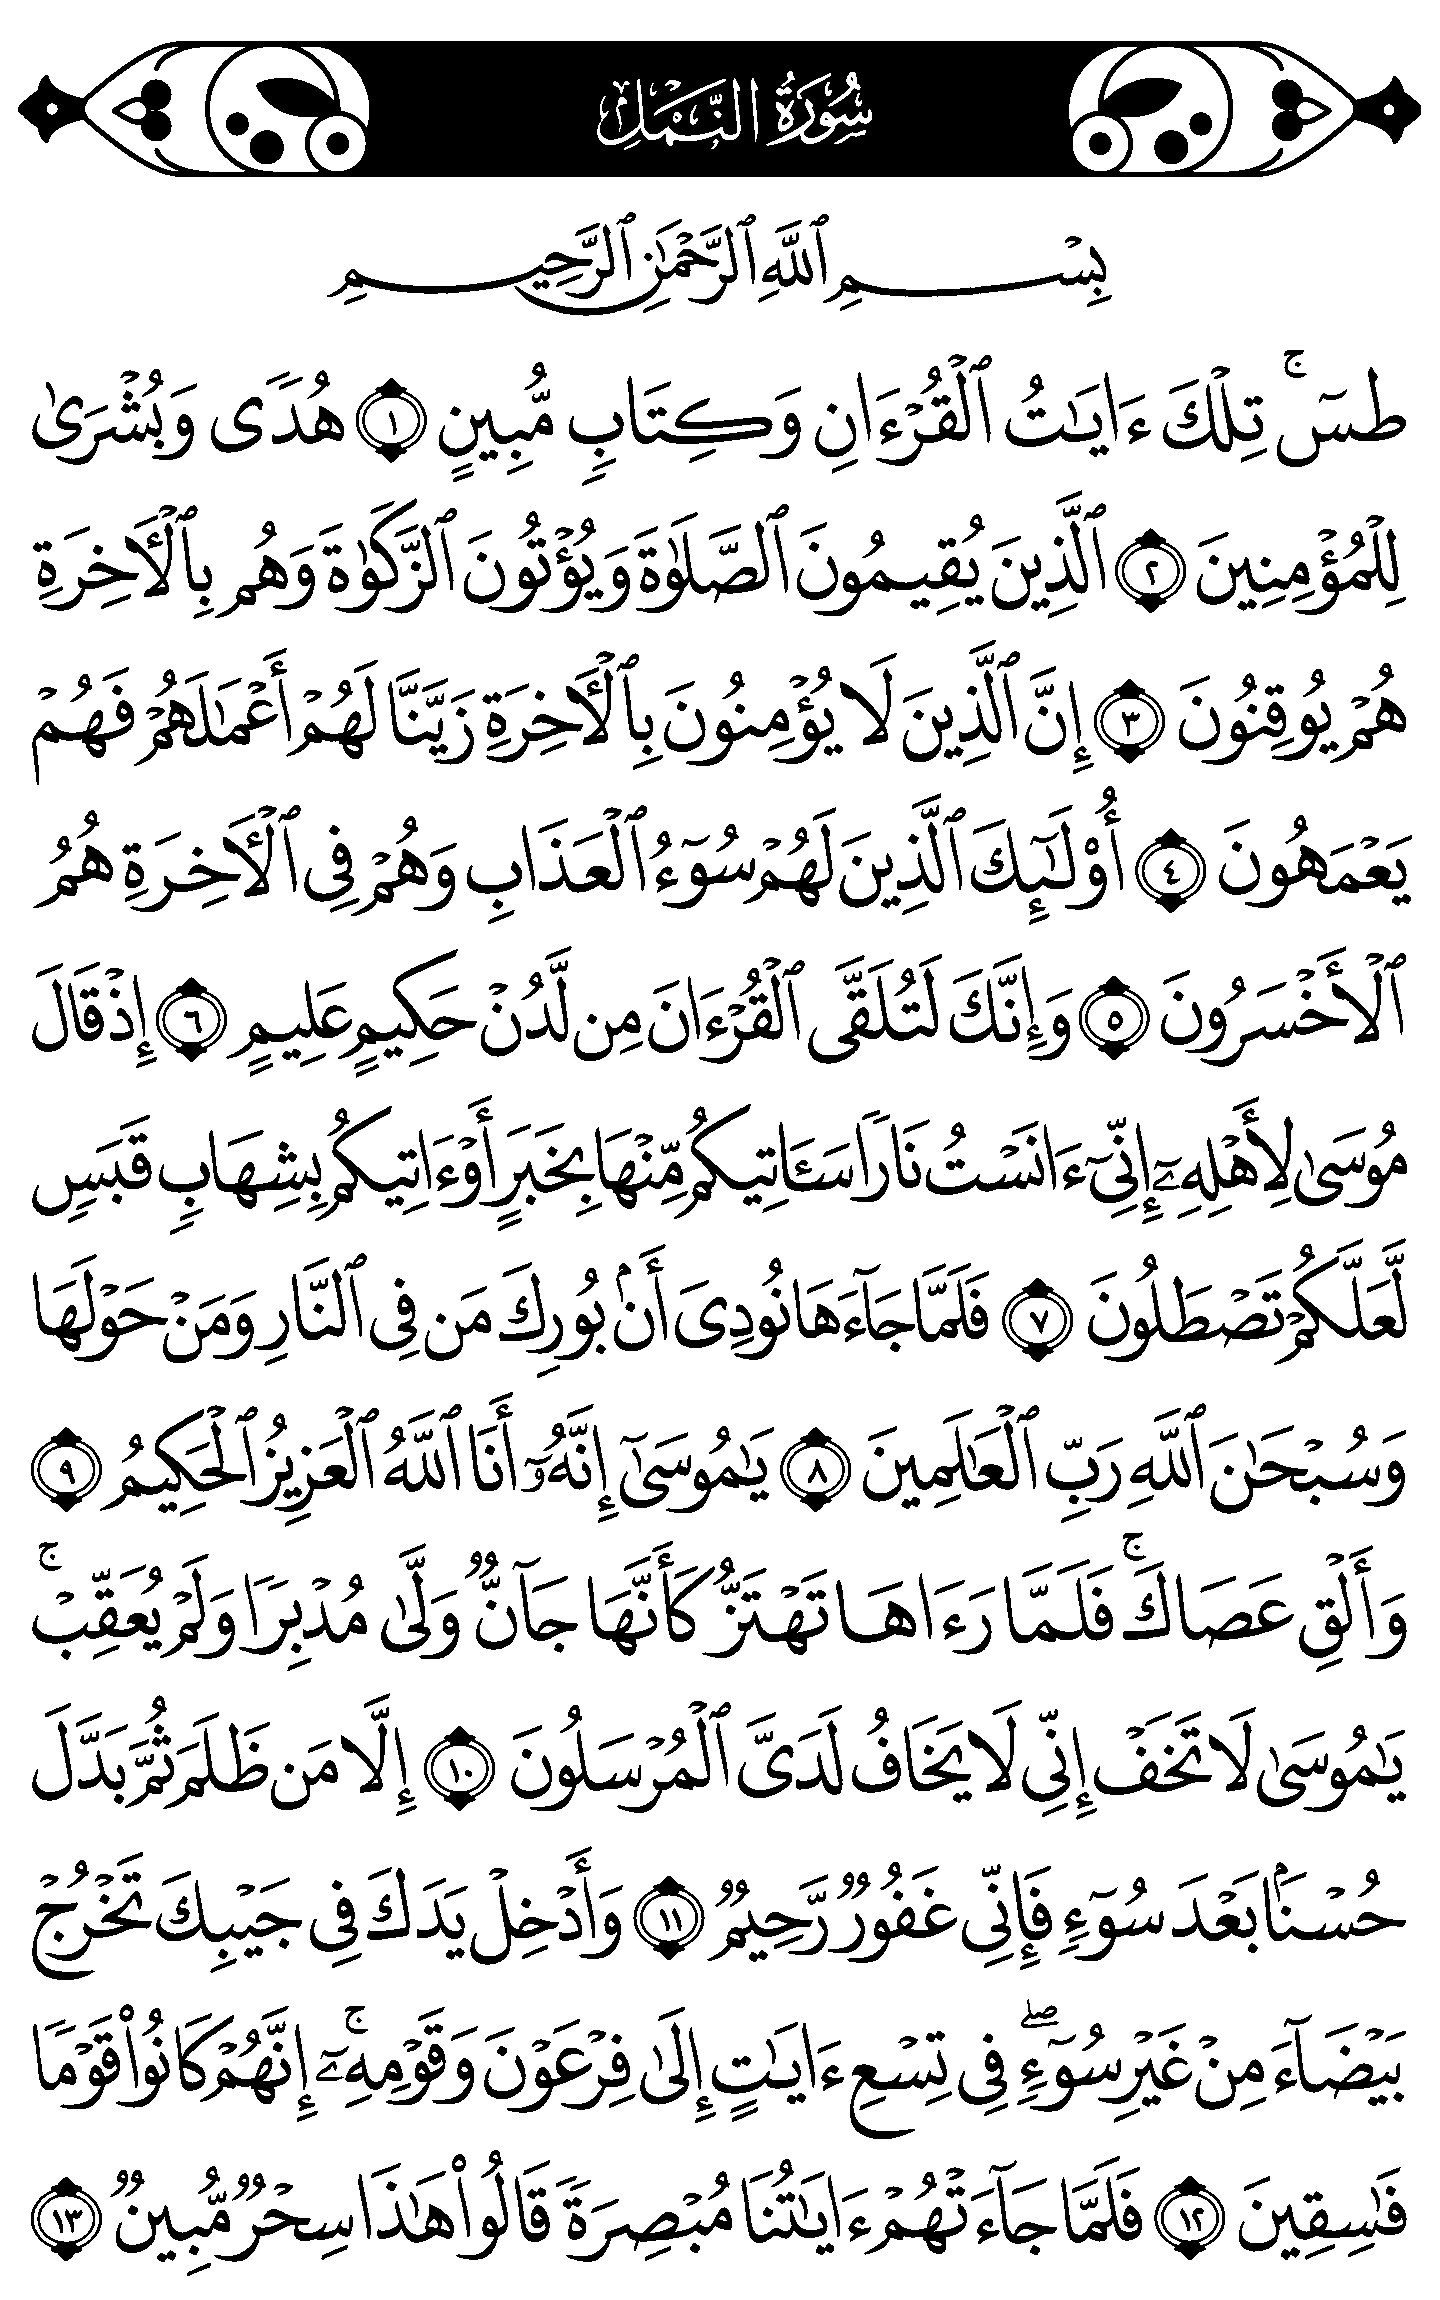 سُورَةُ النَّمْلِ
بِسْمِ ٱللَّهِ ٱلرَّحْمَٰنِ ٱلرَّحِيمِ
طسٓۚ تِلْكَ ءَايَٰتُ ٱلْقُرْءَانِ وَكِتَابٍ مُّبِينٍ ١ هُدًى وَبُشْرَىٰ
لِلْمُؤْمِنِينَ ٢ ٱلَّذِينَ يُقِيمُونَ ٱلصَّلَوٰةَ وَيُؤْتُونَ ٱلزَّكَوٰةَ وَهُم بِٱلْأٓخِرَةِ
هُمْ يُوقِنُونَ ٣ إِنَّ ٱلَّذِينَ لَا يُؤْمِنُونَ بِٱلْأٓخِرَةِ زَيَّنَّا لَهُمْ أَعْمَٰلَهُمْ فَهُمْ
يَعْمَهُونَ ٤ أُو۟لَٰٓئِكَ ٱلَّذِينَ لَهُمْ سُوٓءُ ٱلْعَذَابِ وَهُمْ فِى ٱلْأٓخِرَةِ هُمُ
ٱلْأَخْسَرُونَ ٥ وَإِنَّكَ لَتُلَقَّى ٱلْقُرْءَانَ مِن لَّدُنْ حَكِيمٍ عَلِيمٍ ٦ إِذْ قَالَ
مُوسَىٰ لِأَهْلِهِۦٓ إِنِّىٓ ءَانَسْتُ نَارًا سَـَٔاتِيكُم مِّنْهَا بِخَبَرٍ أَوْ ءَاتِيكُم بِشِهَابٍ قَبَسٍ
لَّعَلَّكُمْ تَصْطَلُونَ ٧ فَلَمَّا جَآءَهَا نُودِىَ أَنۢ بُورِكَ مَن فِى ٱلنَّارِ وَمَنْ حَوْلَهَا
وَسُبْحَٰنَ ٱللَّهِ رَبِّ ٱلْعَٰلَمِينَ ٨ يَٰمُوسَىٰٓ إِنَّهُۥٓ أَنَا ٱللَّهُ ٱلْعَزِيزُ ٱلْحَكِيمُ ٩
وَأَلْقِ عَصَاكَۚ فَلَمَّا رَءَاهَا تَهْتَزُّ كَأَنَّهَا جَآنٌّ وَلَّىٰ مُدْبِرًا وَلَمْ يُعَقِّبْۚ
يَٰمُوسَىٰ لَا تَخَفْ إِنِّى لَا يَخَافُ لَدَىَّ ٱلْمُرْسَلُونَ ١٠ إِلَّا مَن ظَلَمَ ثُمَّ بَدَّلَ
حُسْنًۢا بَعْدَ سُوٓءٍ فَإِنِّى غَفُورٌ رَّحِيمٌ ١١ وَأَدْخِلْ يَدَكَ فِى جَيْبِكَ تَخْرُجْ
بَيْضَآءَ مِنْ غَيْرِ سُوٓءٍۖ فِى تِسْعِ ءَايَٰتٍ إِلَىٰ فِرْعَوْنَ وَقَوْمِهِۦٓۚ إِنَّهُمْ كَانُوا۟ قَوْمًا
فَٰسِقِينَ ١٢ فَلَمَّا جَآءَتْهُمْ ءَايَٰتُنَا مُبْصِرَةً قَالُوا۟ هَٰذَا سِحْرٌ مُّبِينٌ ١٣